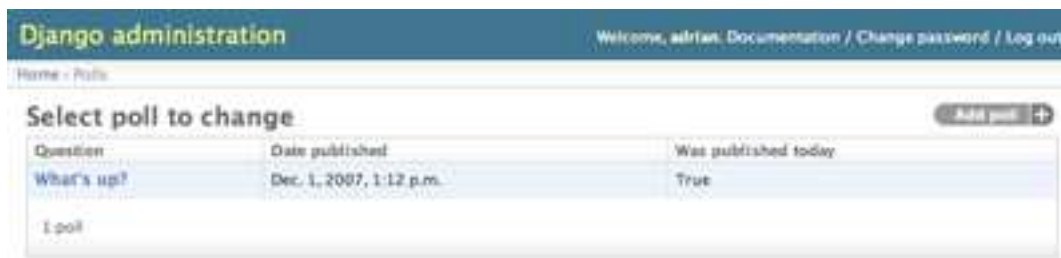 Django administration
Welcome, adrian. Documentation / Change password / Log out
Home › Polls
Select poll to change
Add poll +
Question Date published Was published today
What's up? Dec. 1, 2007, 1:12 p.m. True
1 poll